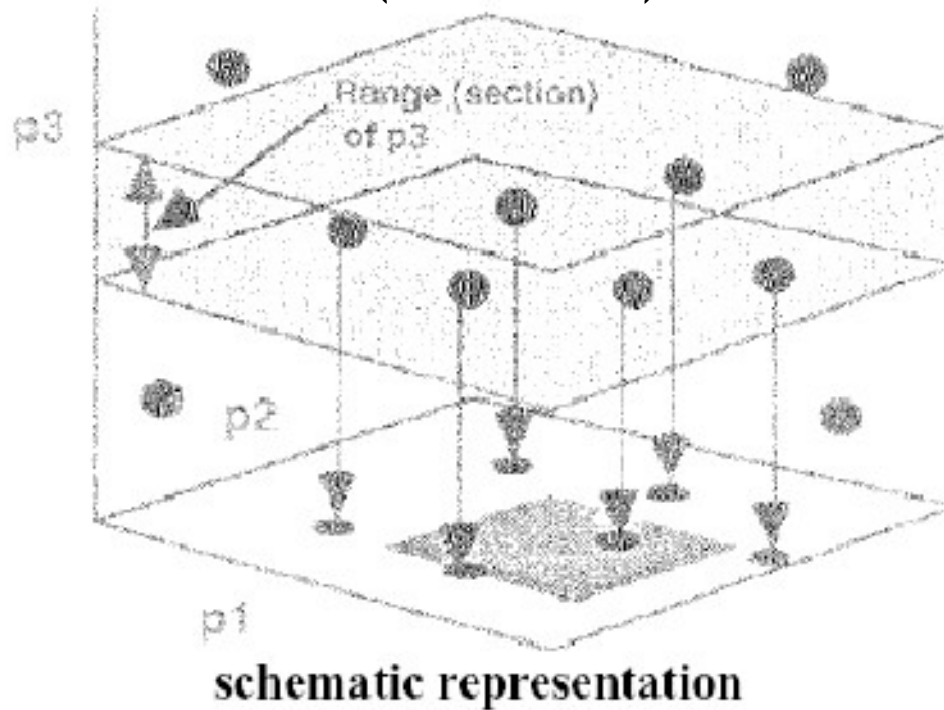 p3
Range (section)
of p3
p2
p1
schematic representation